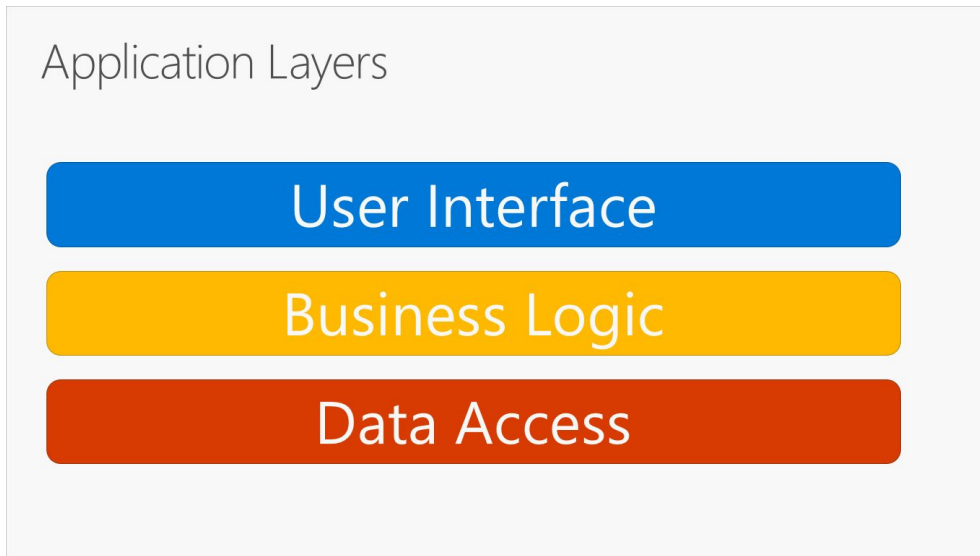 Application Layers
User Interface
Business Logic
Data Access